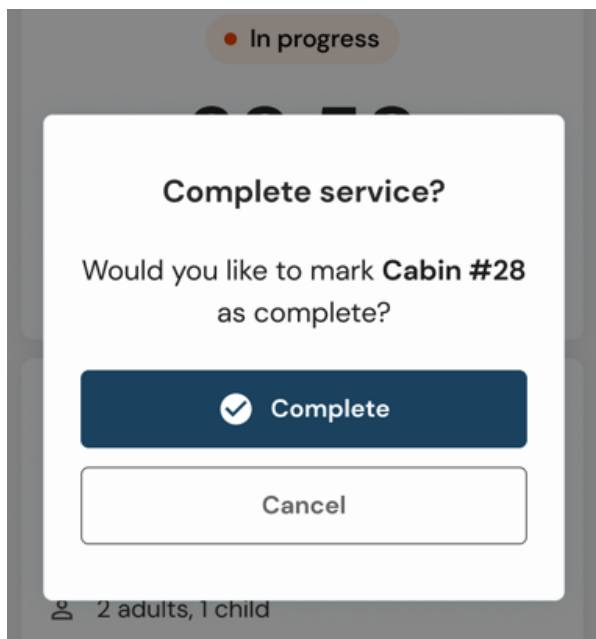 In progress
Complete service?
Would you like to mark Cabin #28
as complete?
Complete
Cancel
2 adults, 1 child